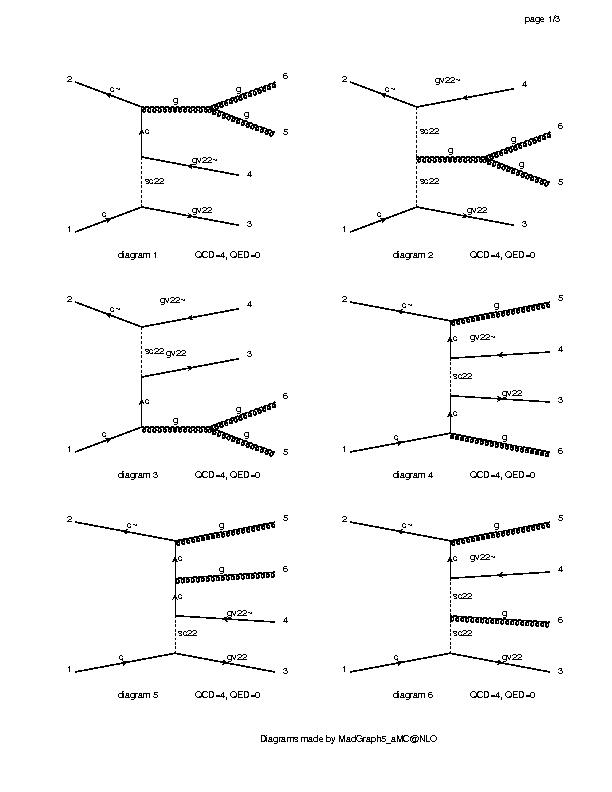 page 1/3
2 c~ 6
g g
g 5
c
gv22~ 4
sc22
c gv22 3
1
diagram 1 QCD=4, QED=0
2 c~ gv22~ 4
sc22 6
g g
g 5
sc22
c gv22 3
1
diagram 2 QCD=4, QED=0
2 c~ gv22~ 4
sc22 gv22 3
c 6
g g
1 c g 5
diagram 3 QCD=4, QED=0
2 c~ g 5
c gv22~ 4
sc22
gv22 3
c
1 c g 6
diagram 4 QCD=4, QED=0
2 c~ g 5
c
g 6
c
gv22~ 4
sc22
1 c gv22 3
diagram 5 QCD=4, QED=0
2 c~ g 5
c gv22~ 4
sc22
g 6
sc22
1 c gv22 3
diagram 6 QCD=4, QED=0
Diagrams made by MadGraph5_aMC@NLO